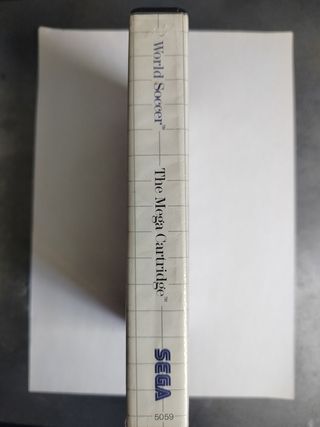 World Soccer™
The Mega Cartridge™
SEGA
5059